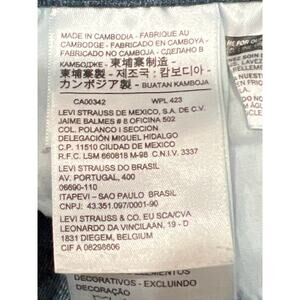 MADE IN CAMBODIA - FABRIQUE AU
CAMBODGE - FABRICADO EN CAMBOYA -
FABRICADO NO CAMBOJA - СДЕЛАНО В
КАМБОДЖЕ - 柬埔寨制造 -
柬埔寨製 - 제조국 : 캄보디아 -
カンボジア製 - BUATAN KAMBOJA
CA00342 WPL 423
LEVI STRAUSS DE MEXICO, S.A. DE C.V.
JAIME BALMES # 8 OFICINA 502
COL. POLANCO I SECCION
DELEGACIÓN MIGUEL HIDALGO
C.P. 11510 CIUDAD DE MEXICO
R.F.C. LSM 660818 M-98 C.N.I.V. 3337
LEVI STRAUSS DO BRASIL
AV. PORTUGAL, 400
06690-110
ITAPEVI – SAO PAULO BRASIL
CNPJ: 43.351.097/0001-90
LEVI STRAUSS & CO. EU SCA/CVA
LEONARDO DA VINCILAAN, 19 - D
1831 DIEGEM, BELGIUM
CIF A 08298606
ELEMENTOS
DECORATIVOS - EXCLUINDO
DECORAÇÃO